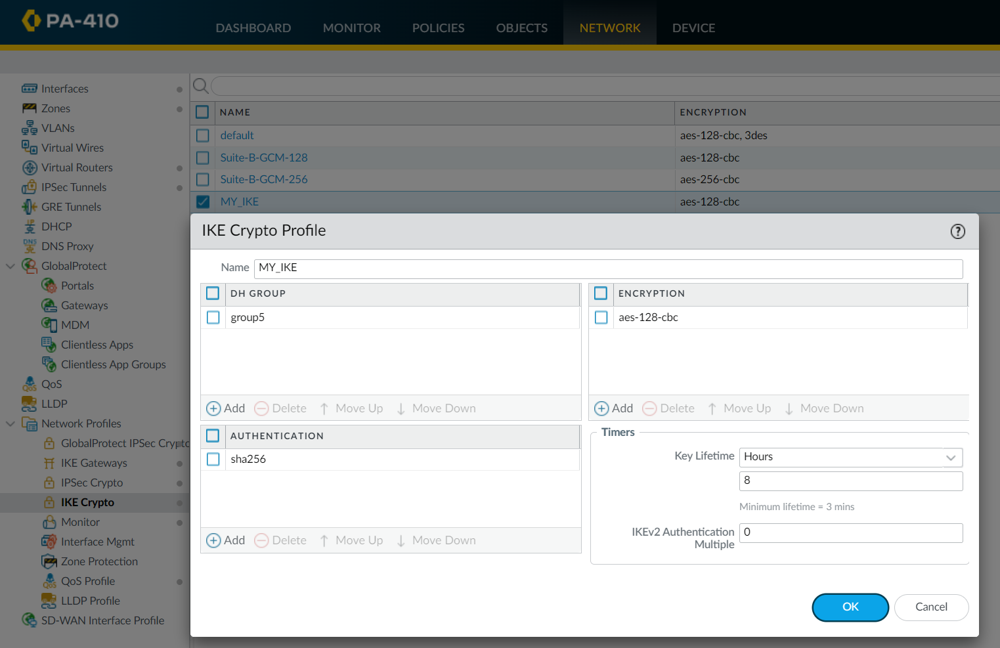 PA-410
DASHBOARD MONITOR POLICIES OBJECTS NETWORK DEVICE
Interfaces
Zones
VLANs
Virtual Wires
Virtual Routers
IPSec Tunnels
GRE Tunnels
DHCP
DNS Proxy
GlobalProtect
Portals
Gateways
MDM
Clientless Apps
Clientless App Groups
QoS
LLDP
Network Profiles
GlobalProtect IPSec Crypto
IKE Gateways
IPSec Crypto
IKE Crypto
Monitor
Interface Mgmt
Zone Protection
QoS Profile
LLDP Profile
SD-WAN Interface Profile
NAME ENCRYPTION
default aes-128-cbc, 3des
Suite-B-GCM-128 aes-128-cbc
Suite-B-GCM-256 aes-256-cbc
MY_IKE aes-128-cbc
IKE Crypto Profile ?
Name MY_IKE
DH GROUP
group5
Add Delete Move Up Move Down
ENCRYPTION
aes-128-cbc
Add Delete Move Up Move Down
AUTHENTICATION
sha256
Add Delete Move Up Move Down
Timers
Key Lifetime Hours
8
Minimum lifetime = 3 mins
IKEv2 Authentication 0
Multiple
OK Cancel